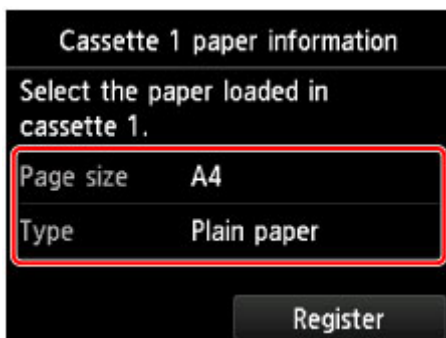 Cassette 1 paper information
Select the paper loaded in
cassette 1.
Page size A4
Type Plain paper
Register